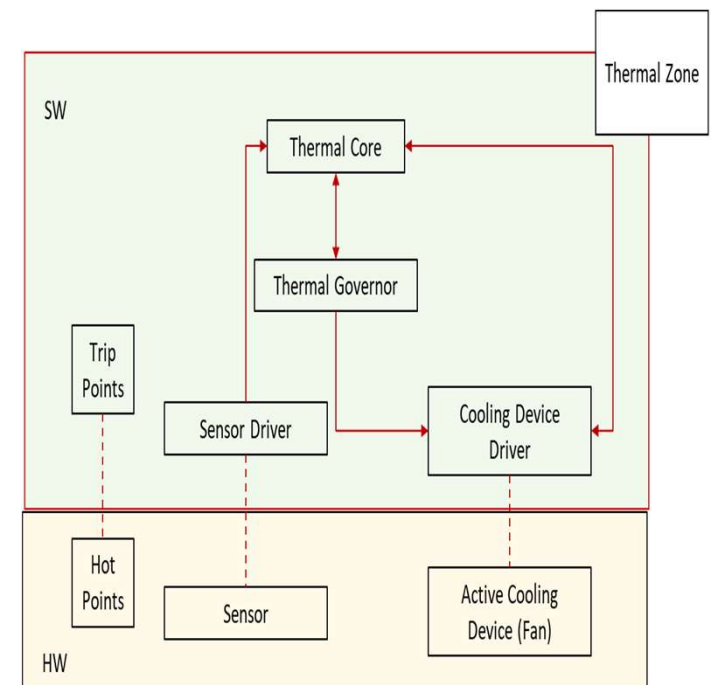 Thermal Zone
SW
Thermal Core
Thermal Governor
Trip
Points
Sensor Driver
Cooling Device
Driver
Hot
Points
Sensor
Active Cooling
Device (Fan)
HW